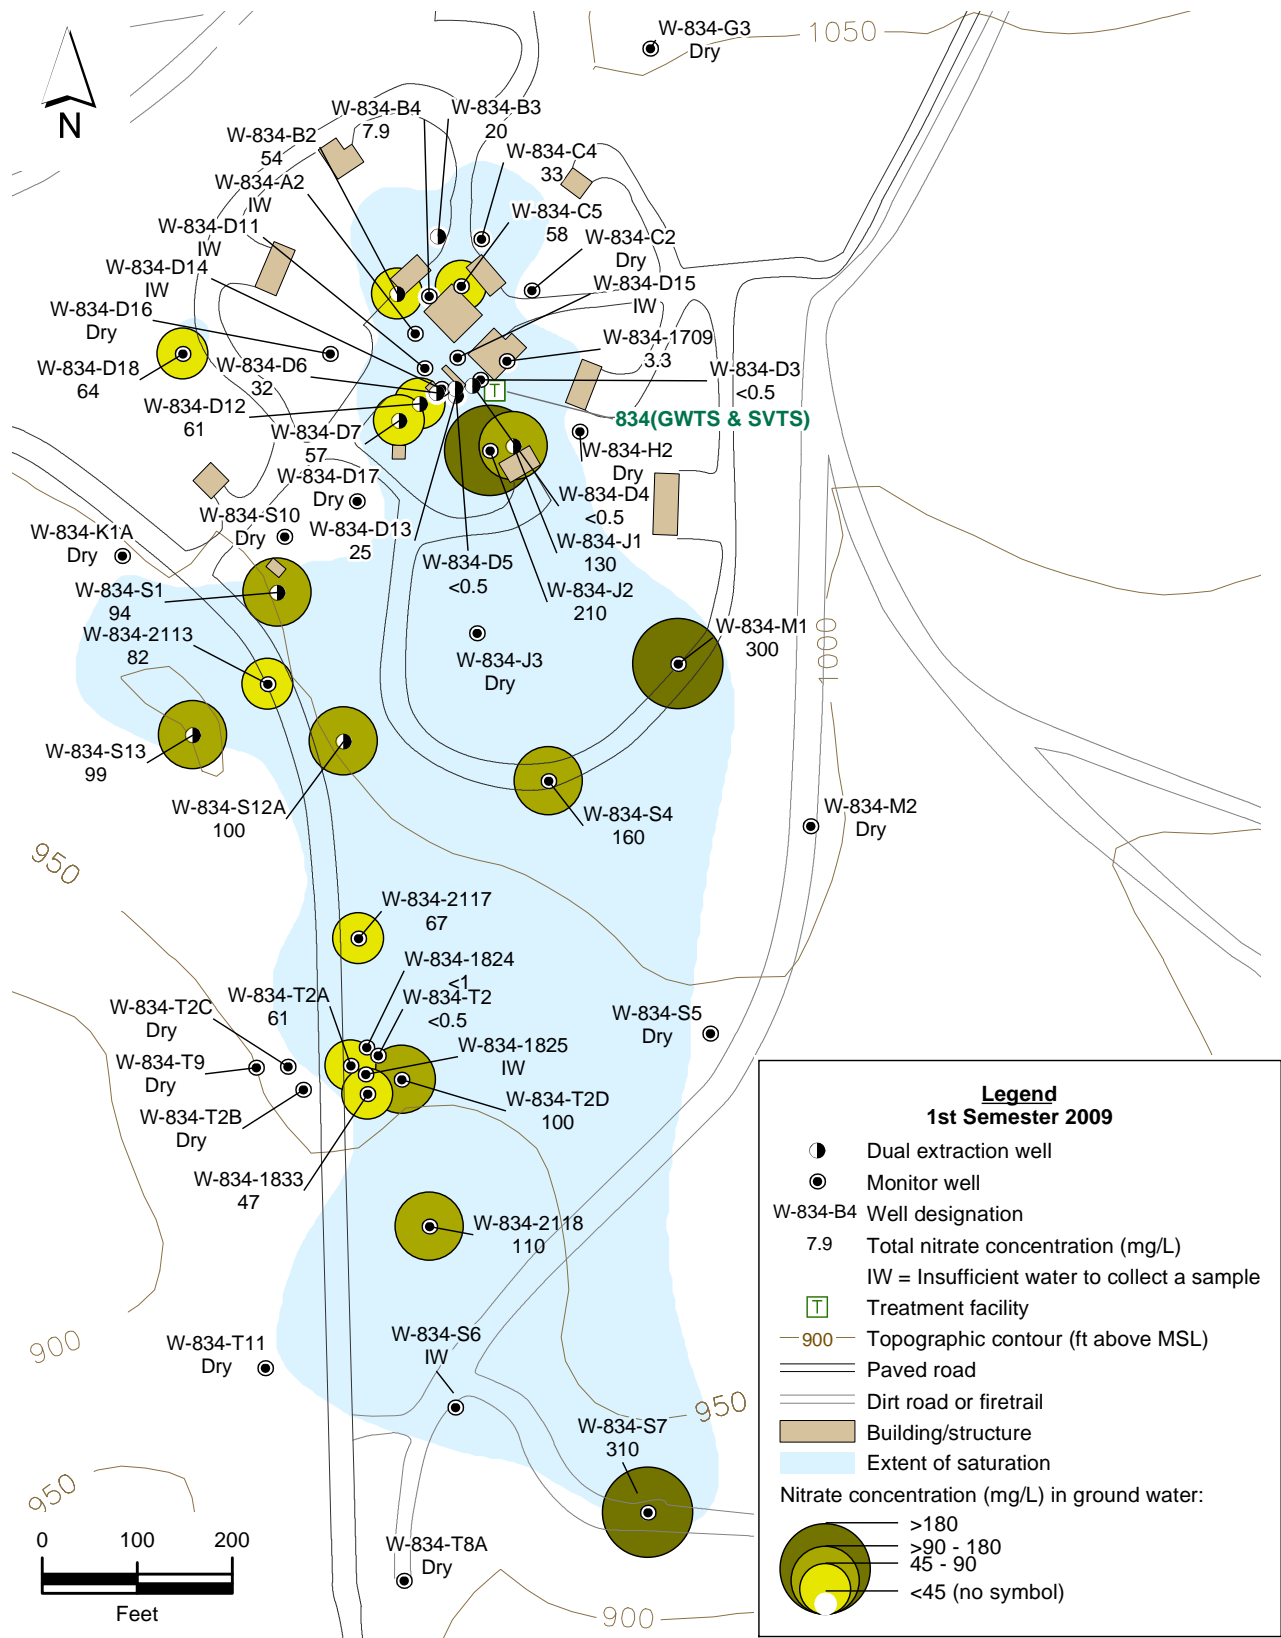 W-834-G3
Dry
1050
N
W-834-B4
7.9
W-834-B3
20
W-834-B2
54
W-834-C4
33
W-834-A2
IW
W-834-C5
58
W-834-D11
IW
W-834-C2
Dry
W-834-D14
IW
W-834-D15
IW
W-834-D16
Dry
W-834-1709
3.3
W-834-D18
64
W-834-D6
32
W-834-D3
<0.5
W-834-D12
61
834(GWTS & SVTS)
T
W-834-D7
57
W-834-H2
Dry
W-834-D17
Dry
W-834-D4
<0.5
W-834-S10
Dry
W-834-D13
25
W-834-K1A
Dry
W-834-J1
130
W-834-D5
<0.5
W-834-S1
94
W-834-J2
210
W-834-2113
82
W-834-M1
300
1000
W-834-J3
Dry
W-834-S13
99
W-834-S12A
100
W-834-S4
160
W-834-M2
Dry
950
W-834-2117
67
W-834-1824
<1
W-834-T2A
61
W-834-T2
<0.5
W-834-T2C
Dry
W-834-S5
Dry
W-834-T9
Dry
W-834-1825
IW
W-834-T2B
Dry
W-834-T2D
100
W-834-1833
47
W-834-2118
110
W-834-T11
Dry
900
W-834-S6
IW
950
W-834-S7
310
950
W-834-T8A
Dry
900
0 100 200
Feet
Legend
1st Semester 2009
Dual extraction well
Monitor well
W-834-B4 Well designation
7.9 Total nitrate concentration (mg/L)
IW = Insufficient water to collect a sample
T Treatment facility
900 Topographic contour (ft above MSL)
Paved road
Dirt road or firetrail
Building/structure
Extent of saturation
Nitrate concentration (mg/L) in ground water:
>180
>90 - 180
45 - 90
<45 (no symbol)